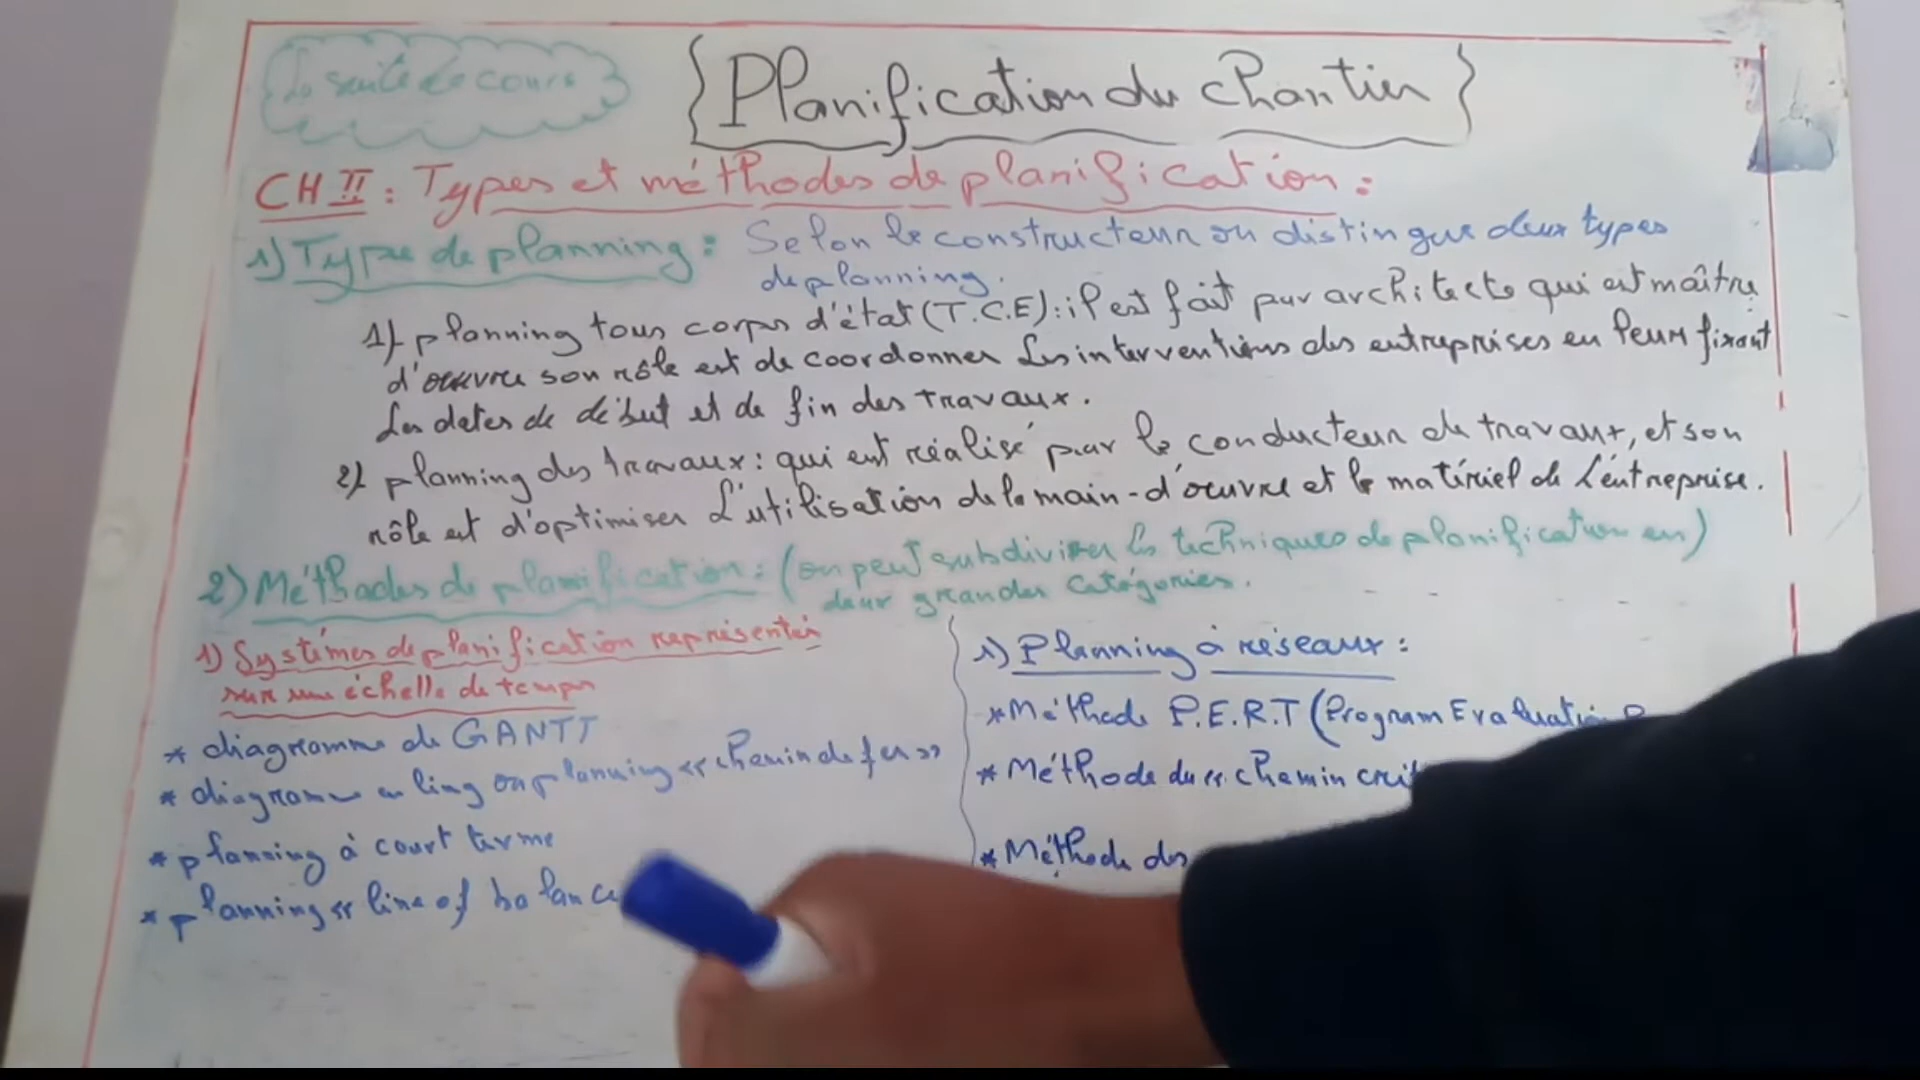 La suite de cours
{Planification du chantier}
CH II : Types et méthodes de planification :
1) Type de planning : Selon le constructeur on distingue deux types
de planning.
1) planning tous corps d'état (T.C.E) : il est fait par architecte qui est maître
d'œuvre son rôle est de coordonner les interventions des entreprises en leur fixant
les dates de début et de fin des travaux.
2) planning des travaux : qui est réalisé par le conducteur de travaux, et son
rôle est d'optimiser l'utilisation de la main-d'œuvre et le matériel de l'entreprise.
2) Méthodes de planification : (on peut subdiviser les techniques de planification en)
deux grandes catégories.
1) Systémes de planification représentés
sur une échelle de temps
* diagramme de GANTT
* diagramme en ling ou planning << chemin de fer >>
* planning à court terme
* planning << line of balance
1) Planning à réseaux :
* Méthode P.E.R.T (Program Evaluation
* Méthode du << chemin crit
* Méthode des